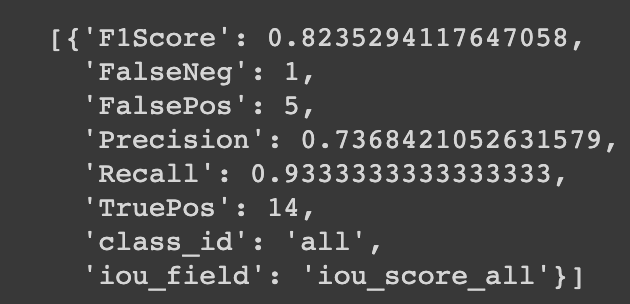 [{'F1Score': 0.8235294117647058,
'FalseNeg': 1,
'FalsePos': 5,
'Precision': 0.7368421052631579,
'Recall': 0.9333333333333333,
'TruePos': 14,
'class_id': 'all',
'iou_field': 'iou_score_all'}]